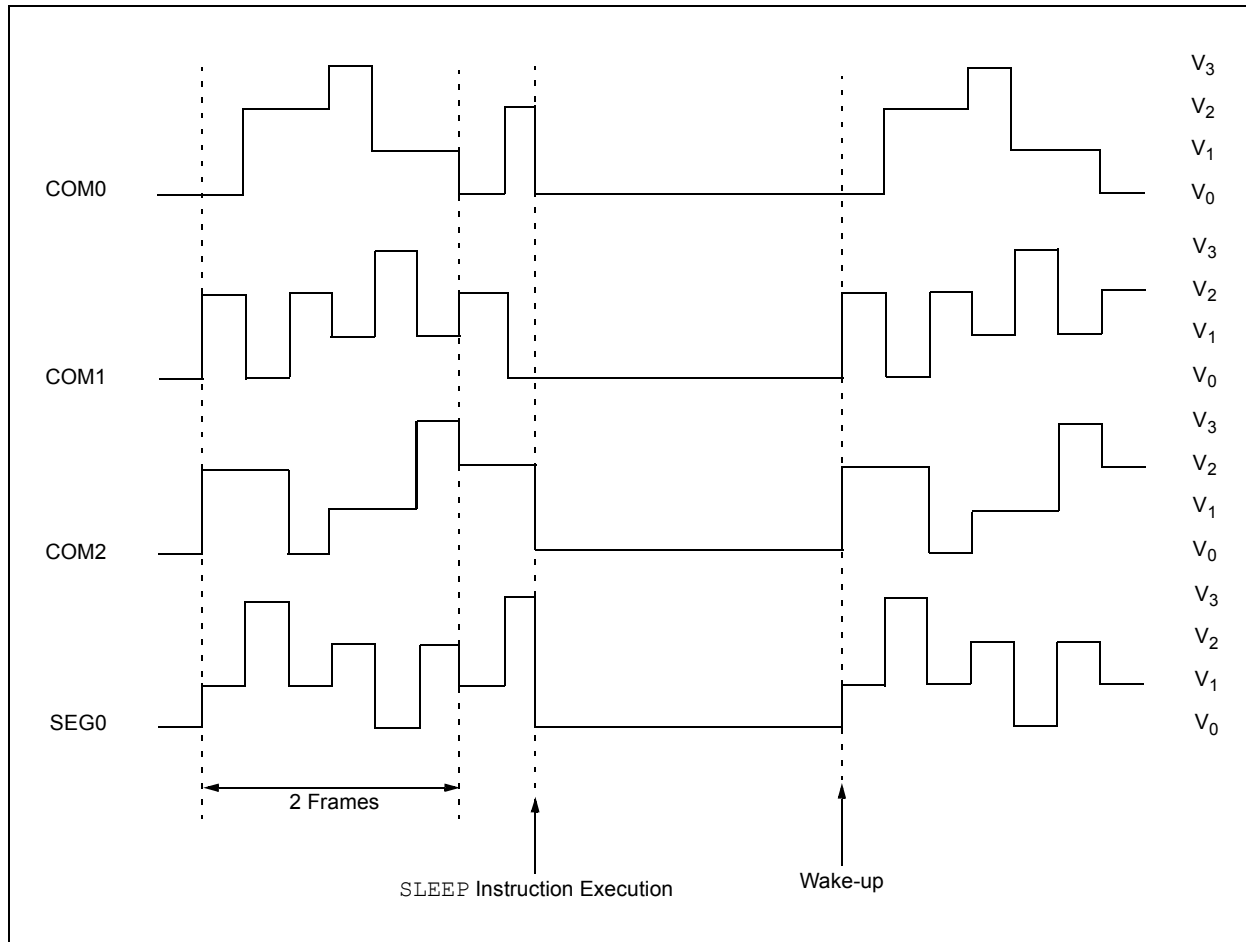 V3
V2
V1
COM0 V0
V3
V2
V1
COM1 V0
V3
V2
V1
COM2 V0
V3
V2
V1
SEG0 V0
2 Frames
SLEEP Instruction Execution
Wake-up